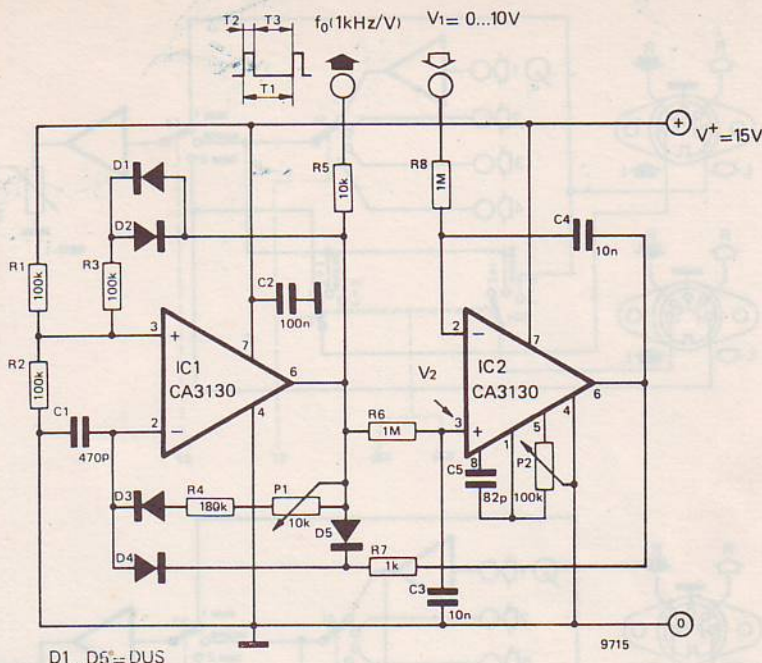 T2 T3
T1
f₀(1kHz/V)
V₁= 0...10V
+
V⁺=15V
D1
D2
R5
10k
R8
1M
C4
10n
R1
100k
R3
100k
C2
100n
R2
100k
3
+
IC1
CA3130
7
6
4
2
−
C1
470p
2
−
7
IC2
CA3130
6
V₂
3
+
R6
1M
1
5
4
8
P2
100k
C5
82p
D3
R4
180k
P1
10k
D5
D4
R7
1k
C3
10n
0
9715
D1 D5=DUS